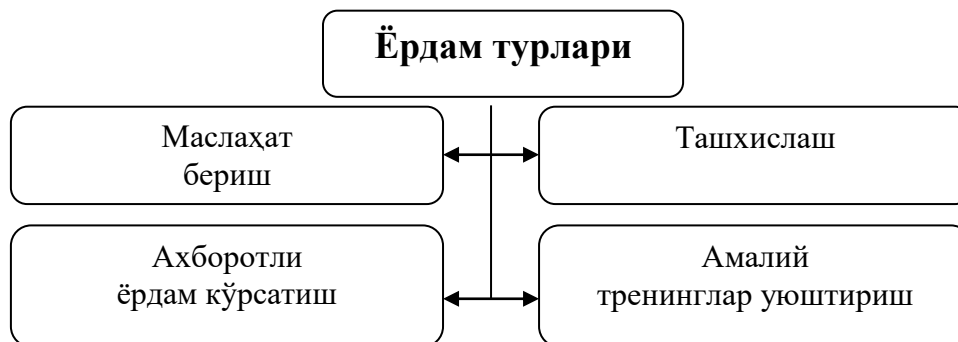 Ёрдам турлари
Маслаҳат
бериш
Ташхислаш
Ахборотли
ёрдам кўрсатиш
Амалий
тренинглар уюштириш